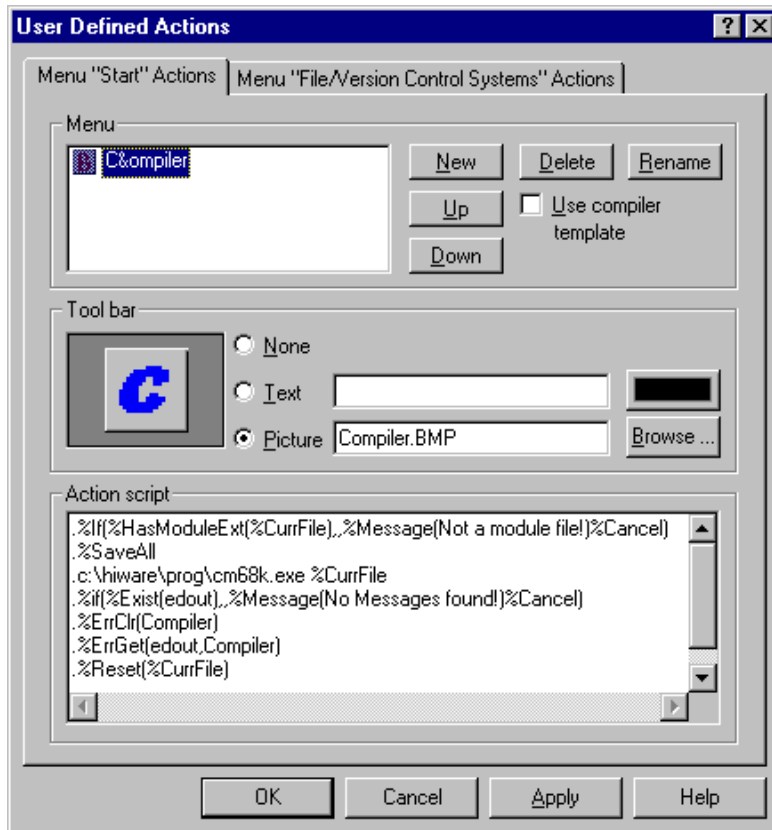 User Defined Actions
Menu "Start" Actions
Menu "File/Version Control Systems" Actions
Menu
C&ompiler
New
Delete
Rename
Up
Use compiler
template
Down
Tool bar
None
C
Text
Picture
Compiler.BMP
Browse ...
Action script
.%If(%HasModuleExt(%CurrFile),,%Message(Not a module file!)%Cancel)
.%SaveAll
.c:\hiware\prog\cm68k.exe %CurrFile
.%if(%Exist(edout),,%Message(No Messages found!)%Cancel)
.%ErrClr(Compiler)
.%ErrGet(edout,Compiler)
.%Reset(%CurrFile)
OK
Cancel
Apply
Help